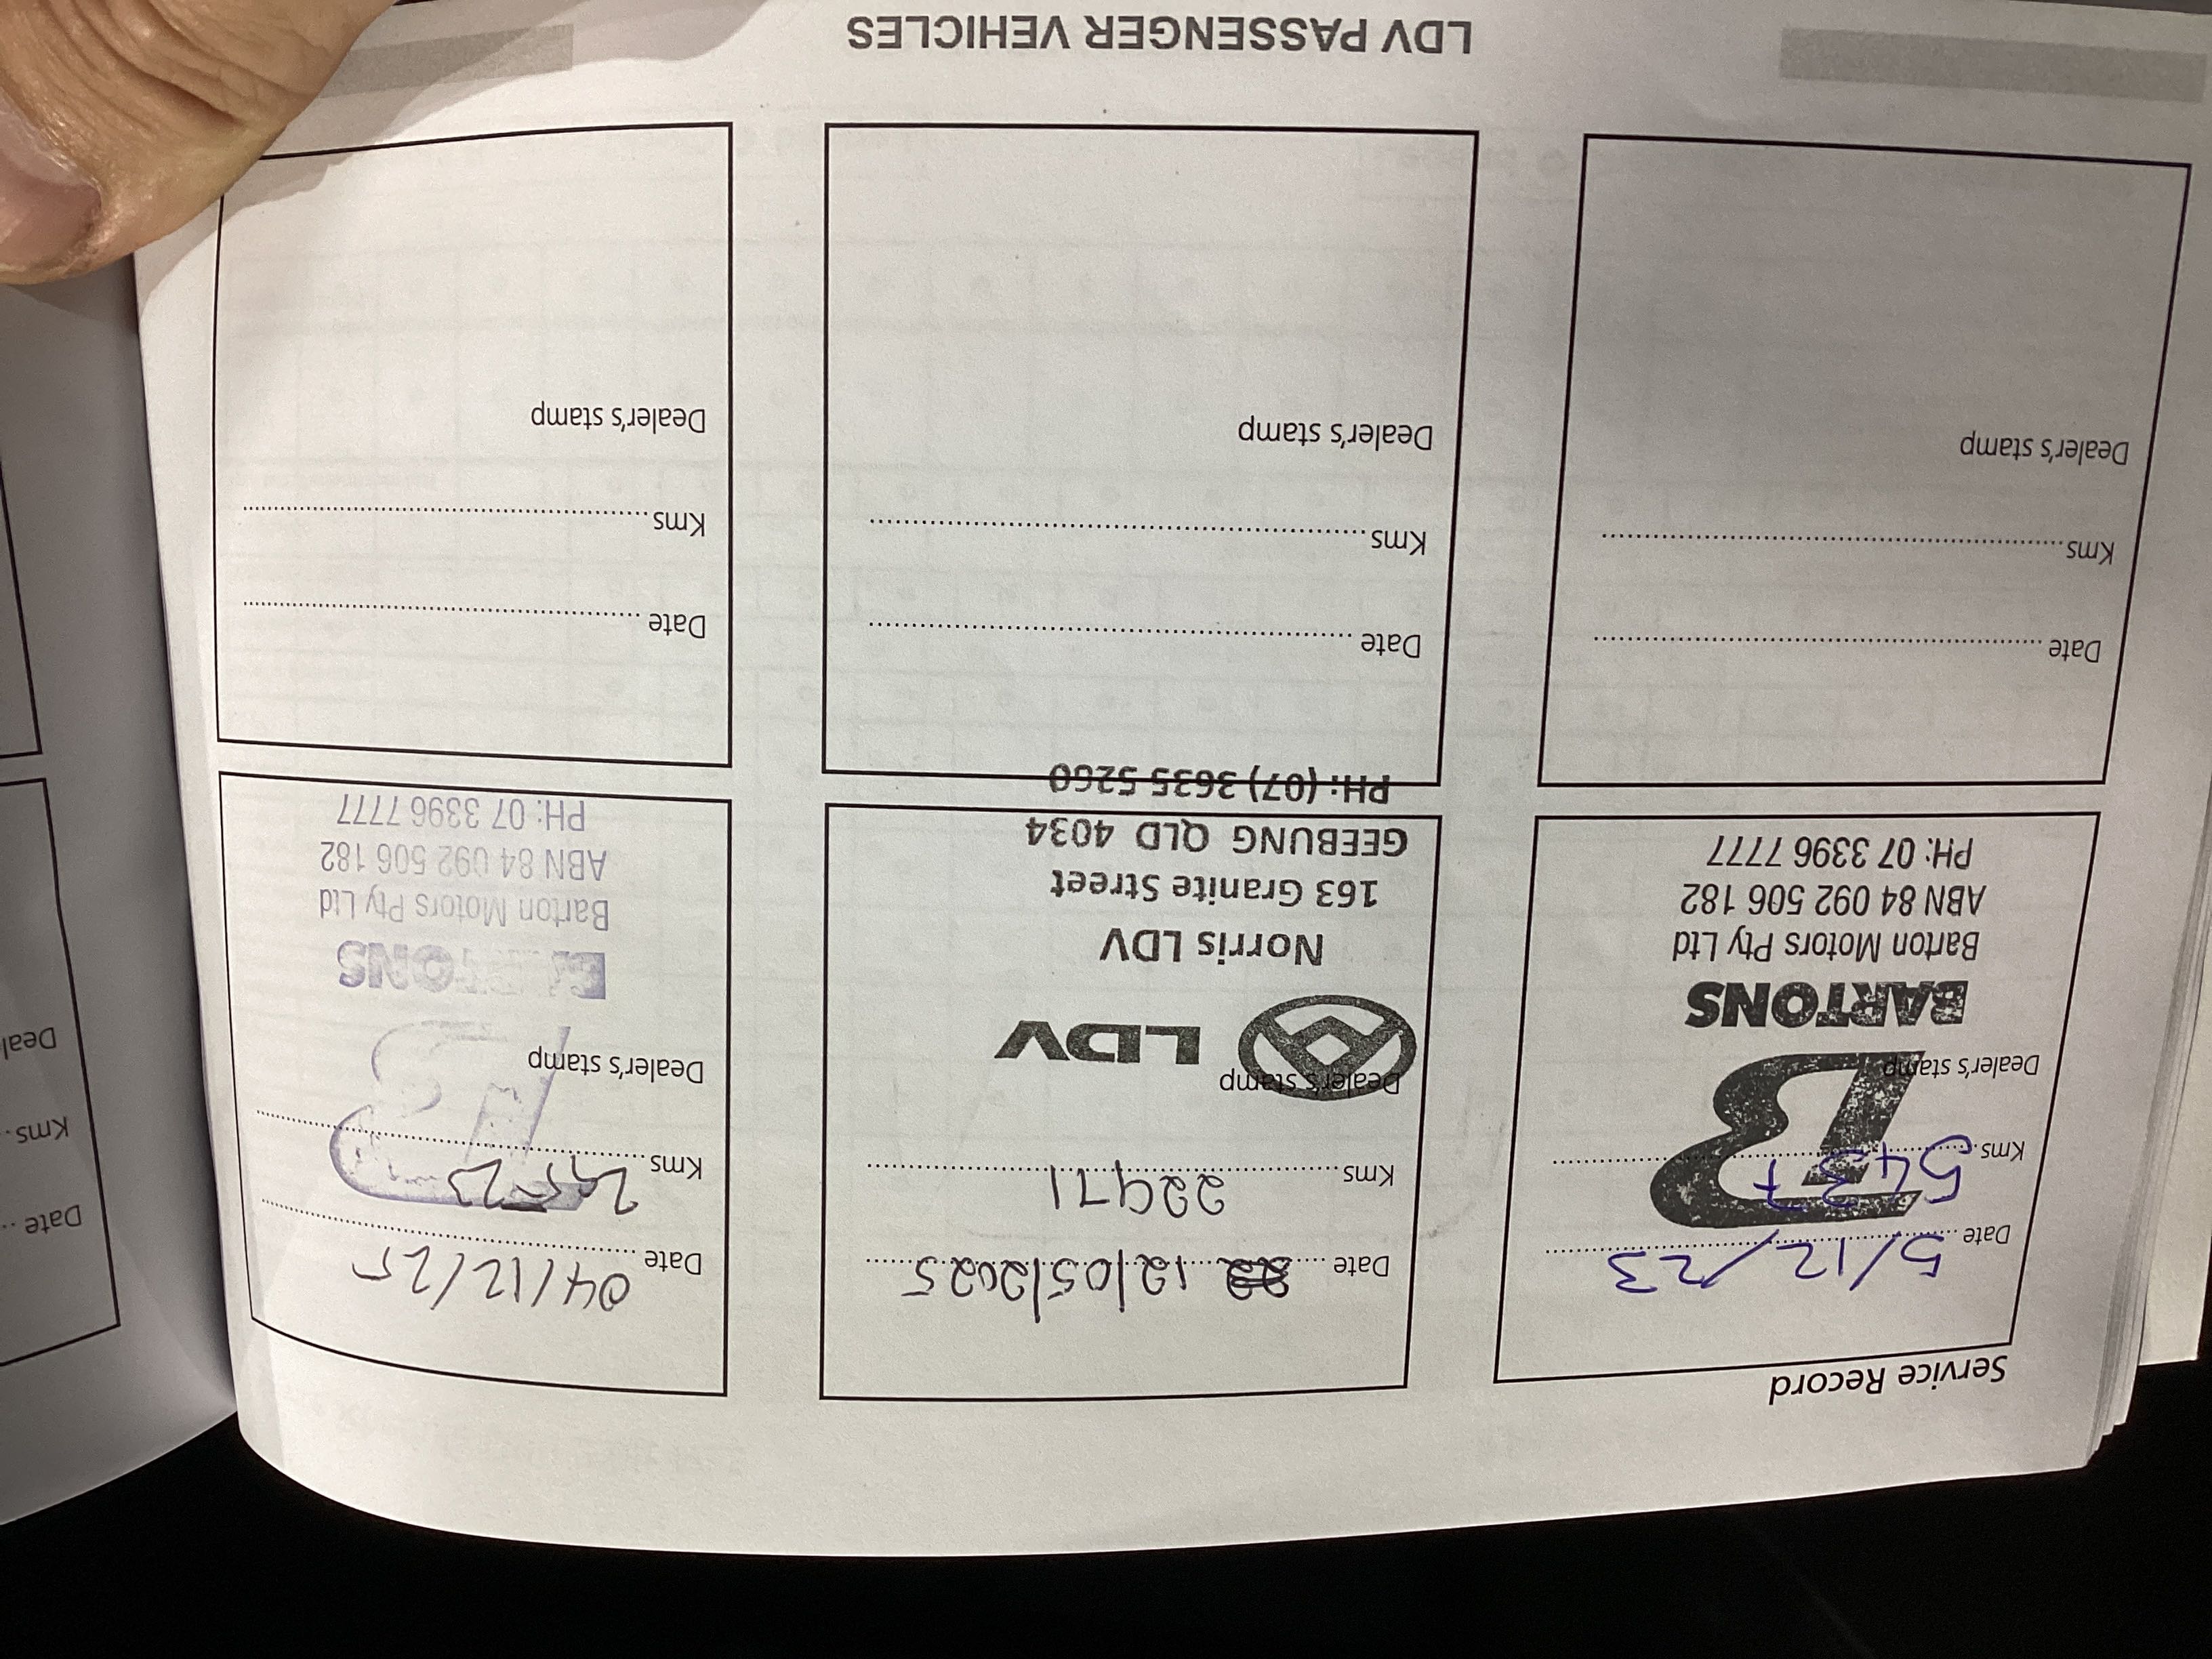 Service Record
Date 5/12/23
Kms 5437
Dealer's stamp
BARTONS
Barton Motors Pty Ltd
ABN 84 092 506 182
PH: 07 3396 7777
Date 12/05/2025
Kms 22971
Dealer's stamp
LDV
Norris LDV
163 Granite Street
GEEBUNG QLD 4034
PH: (07) 3635 5260
Date 04/12/25
Kms
Dealer's stamp
BARTONS
Barton Motors Pty Ltd
ABN 84 092 506 182
PH: 07 3396 7777
Date
Kms
Dealer's stamp
Date
Kms
Dealer's stamp
Date
Kms
Dealer's stamp
LDV PASSENGER VEHICLES
Date
Kms
Deal